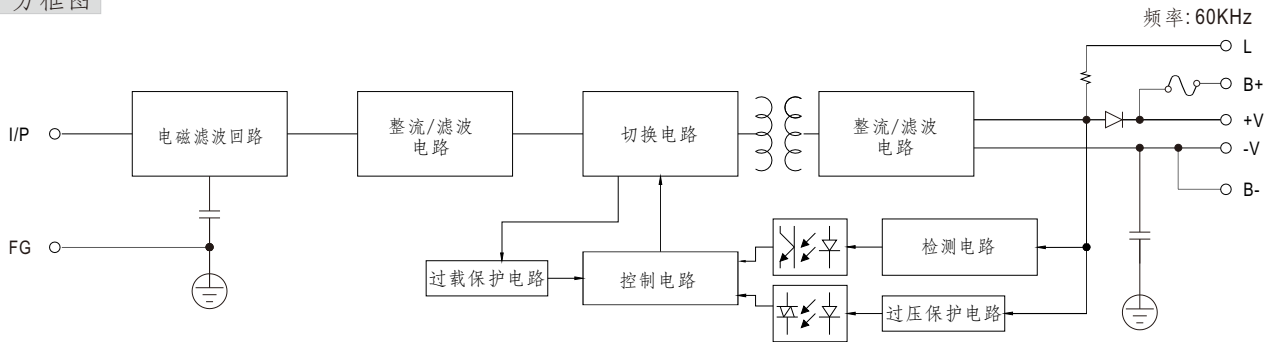 方框图
频率: 60KHz
L
B+
I/P
电磁滤波回路
整流/滤波
电路
切换电路
整流/滤波
电路
+V
-V
B-
FG
过载保护电路
控制电路
检测电路
过压保护电路